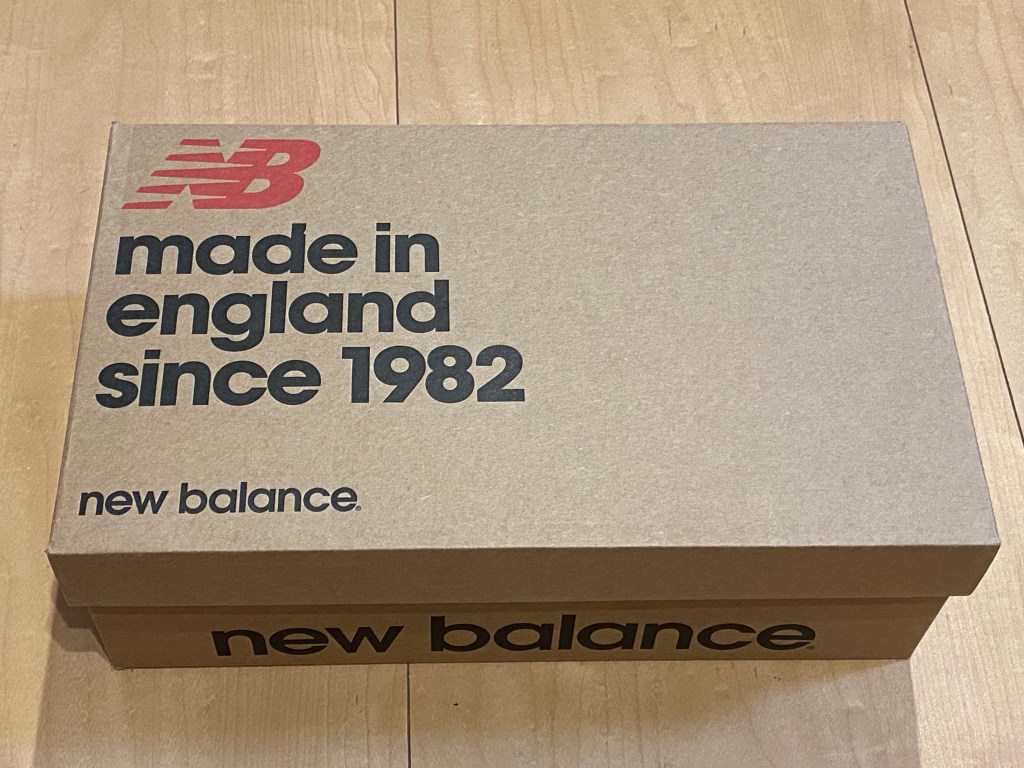 NB
made in
england
since 1982
new balance®
new balance®